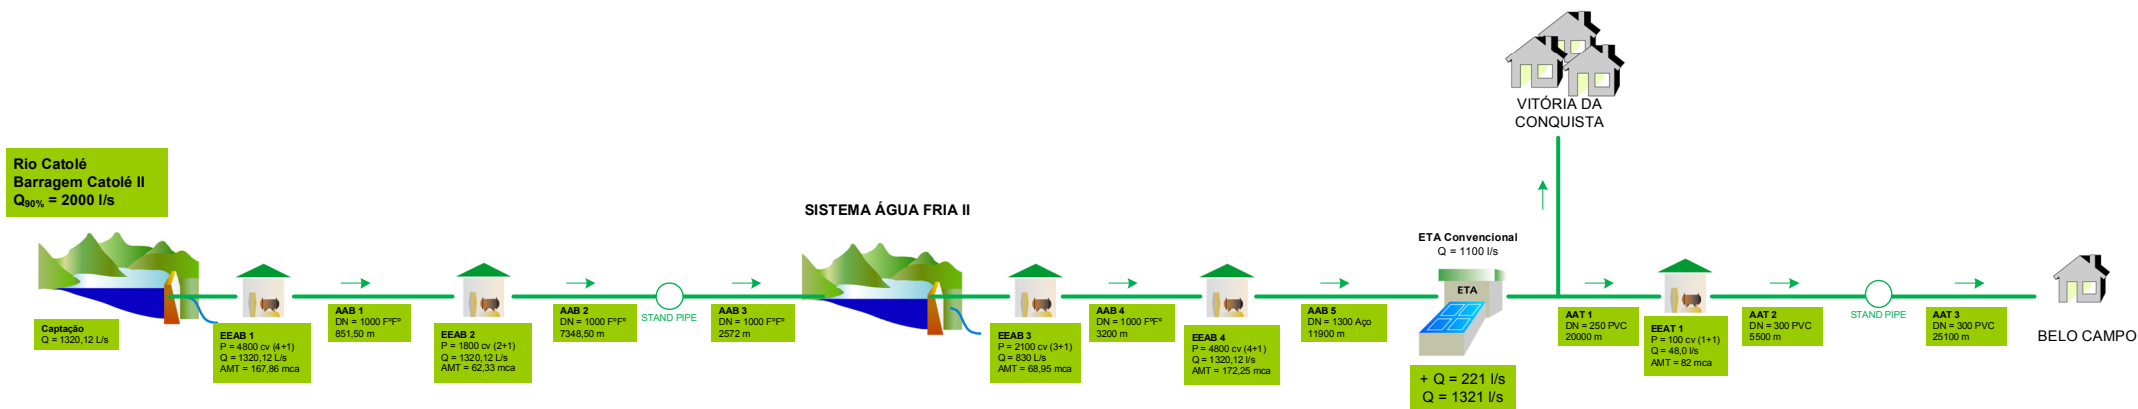 VITÓRIA DA
CONQUISTA
Rio Catolé
Barragem Catolé II
Q90% = 2000 l/s
SISTEMA ÁGUA FRIA II
ETA Convencional
Q = 1100 l/s
ETA
Captação
Q = 1320,12 L/s
EEAB 1
P = 4800 cv (4+1)
Q = 1320,12 L/s
AMT = 167,86 mca
AAB 1
DN = 1000 FºFº
851,50 m
EEAB 2
P = 1800 cv (2+1)
Q = 1320,12 L/s
AMT = 62,33 mca
AAB 2
DN = 1000 FºFº
7348,50 m
STAND PIPE
AAB 3
DN = 1000 FºFº
2572 m
EEAB 3
P = 2100 cv (3+1)
Q = 830 L/s
AMT = 68,95 mca
AAB 4
DN = 1000 FºFº
3200 m
EEAB 4
P = 4800 cv (4+1)
Q = 1320,12 l/s
AMT = 172,25 mca
AAB 5
DN = 1300 Aço
11900 m
+ Q = 221 l/s
Q = 1321 l/s
AAT 1
DN = 250 PVC
20000 m
EEAT 1
P = 100 cv (1+1)
Q = 48,0 l/s
AMT = 82 mca
AAT 2
DN = 300 PVC
5500 m
STAND PIPE
AAT 3
DN = 300 PVC
25100 m
BELO CAMPO